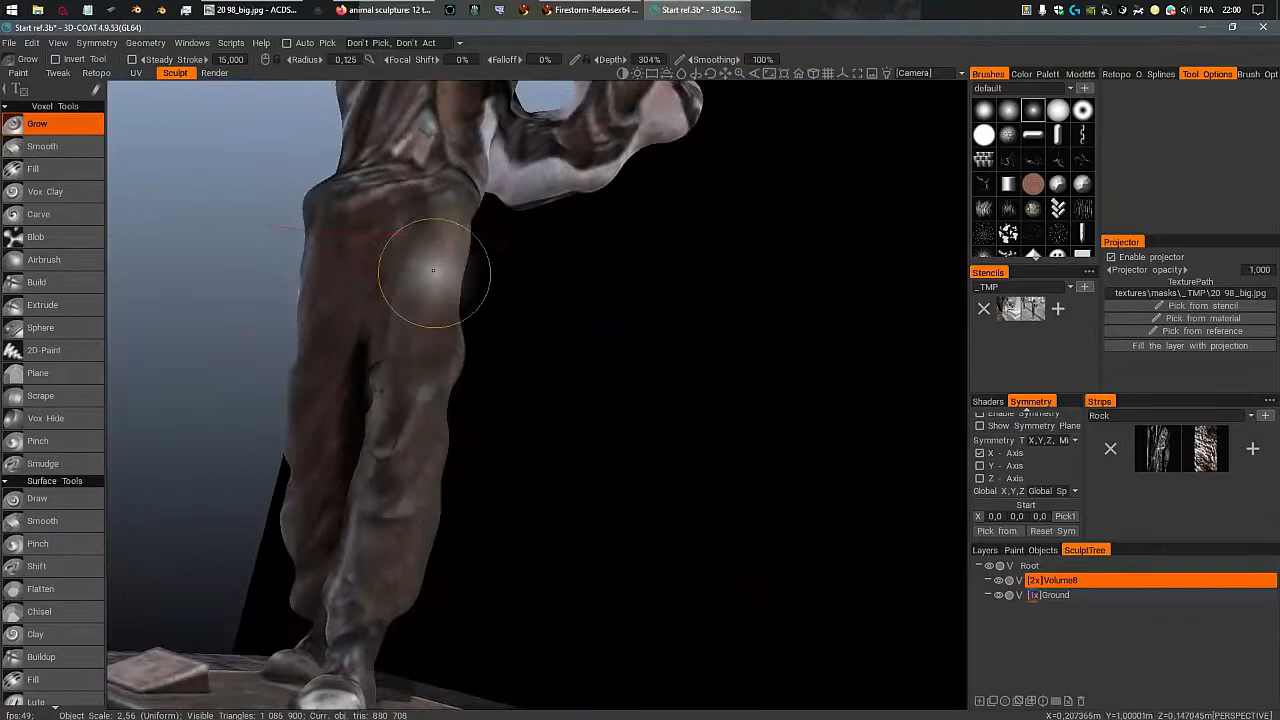 20 98_big.jpg - ACDS...
animal sculpture: 12 t...
Firestorm-Releasex64 ...
Start ref.3b* - 3D-CO...
FR
22:00
Start ref.3b* - 3D-COAT 4.9.53(GL64)
File Edit View Symmetry Geometry Windows Scripts Help Auto Pick Don't Pick, Don't Act
Grow Invert Tool Steady Stroke 15,000 Radius 0,125 Focal Shift 0% Falloff 0% Depth 304% Smoothing 100%
Paint Tweak Retopo UV Sculpt Render [Camera]
Brushes Color Palett Models Retopo O Splines Tool Options Brush Opt
default
Voxel Tools
Grow
Smooth
Fill
Vox Clay
Carve
Blob
Airbrush
Build
Extrude
Sphere
2D-Paint
Plane
Scrape
Vox Hide
Pinch
Smudge
Surface Tools
Draw
Smooth
Pinch
Shift
Flatten
Chisel
Clay
Buildup
Fill
Lute
Projector
Enable projector
Projector opacity 1,000
TexturePath
textures\masks\_TMP\20 98_big.jpg
Pick from stencil
Pick from material
Pick from reference
Fill the layer with projection
Stencils
_TMP
Shaders Symmetry
Enable Symmetry
Show Symmetry Plane
Symmetry T X,Y,Z, Mi
X - Axis
Y - Axis
Z - Axis
Global X,Y,Z Global Sp
Start
X 0,0 0,0 0,0 Pick1
Pick from Reset Sym
Strips
Rock
Layers Paint Objects SculptTree
Root
V [2x]Volume8
V [1x]Ground
fps:49; Object Scale: 2,56 (Uniform); Visible Triangles: 1 086 900; Curr. obj. tris: 880 708
X=0,207365m Y=1,00001m Z=0,147045m[PERSPECTIVE]